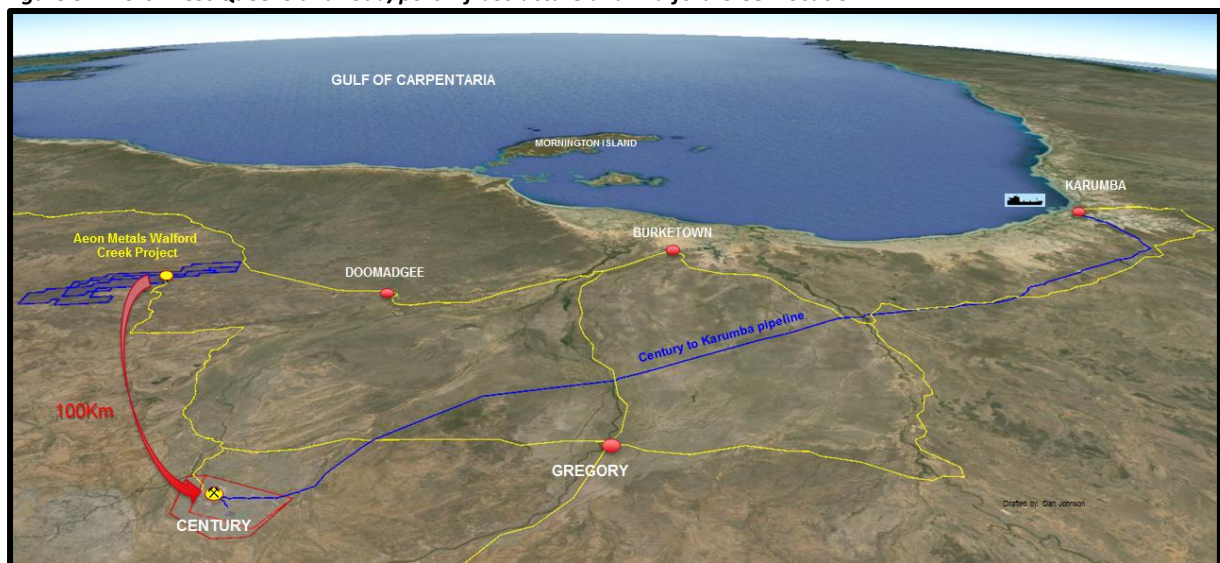 GULF OF CARPENTARIA
MORNINGTON ISLAND
KARUMBA
Aeon Metals Walford
Creek Project
BURKETOWN
DOOMADGEE
Century to Karumba pipeline
100Km
GREGORY
CENTURY
Drafted by: Dan Johnson